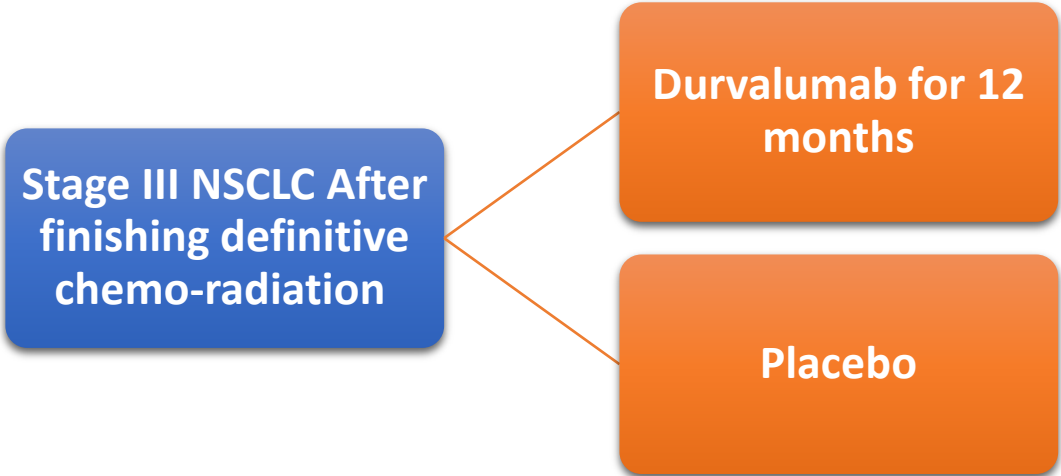 Stage III NSCLC After
finishing definitive
chemo-radiation
Durvalumab for 12
months
Placebo